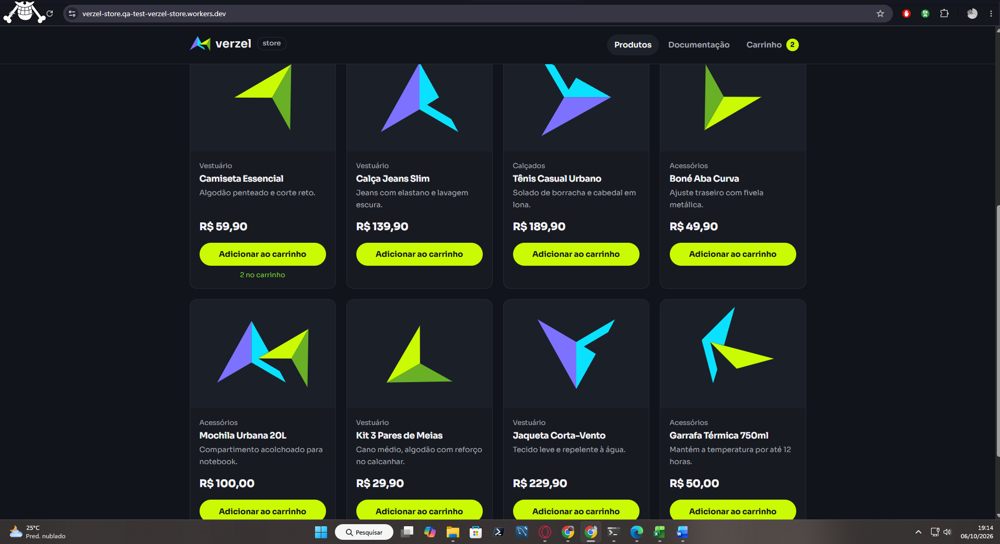 verzel-store.qa-test-verzel-store.workers.dev
verzel store
Produtos
Documentação
Carrinho 2
Vestuário
Camiseta Essencial
Algodão penteado e corte reto.
R$ 59,90
Adicionar ao carrinho
2 no carrinho
Vestuário
Calça Jeans Slim
Jeans com elastano e lavagem
escura.
R$ 139,90
Adicionar ao carrinho
Calçados
Tênis Casual Urbano
Solado de borracha e cabedal em
lona.
R$ 189,90
Adicionar ao carrinho
Acessórios
Boné Aba Curva
Ajuste traseiro com fivela
metálica.
R$ 49,90
Adicionar ao carrinho
Acessórios
Mochila Urbana 20L
Compartimento acolchoado para
notebook.
R$ 100,00
Adicionar ao carrinho
Vestuário
Kit 3 Pares de Meias
Cano médio, algodão com reforço
no calcanhar.
R$ 29,90
Adicionar ao carrinho
Vestuário
Jaqueta Corta-Vento
Tecido leve e repelente à água.
R$ 229,90
Adicionar ao carrinho
Acessórios
Garrafa Térmica 750ml
Mantém a temperatura por até 12
horas.
R$ 50,00
Adicionar ao carrinho
25°C
Pred. nublado
Pesquisar
19:14
06/10/2026